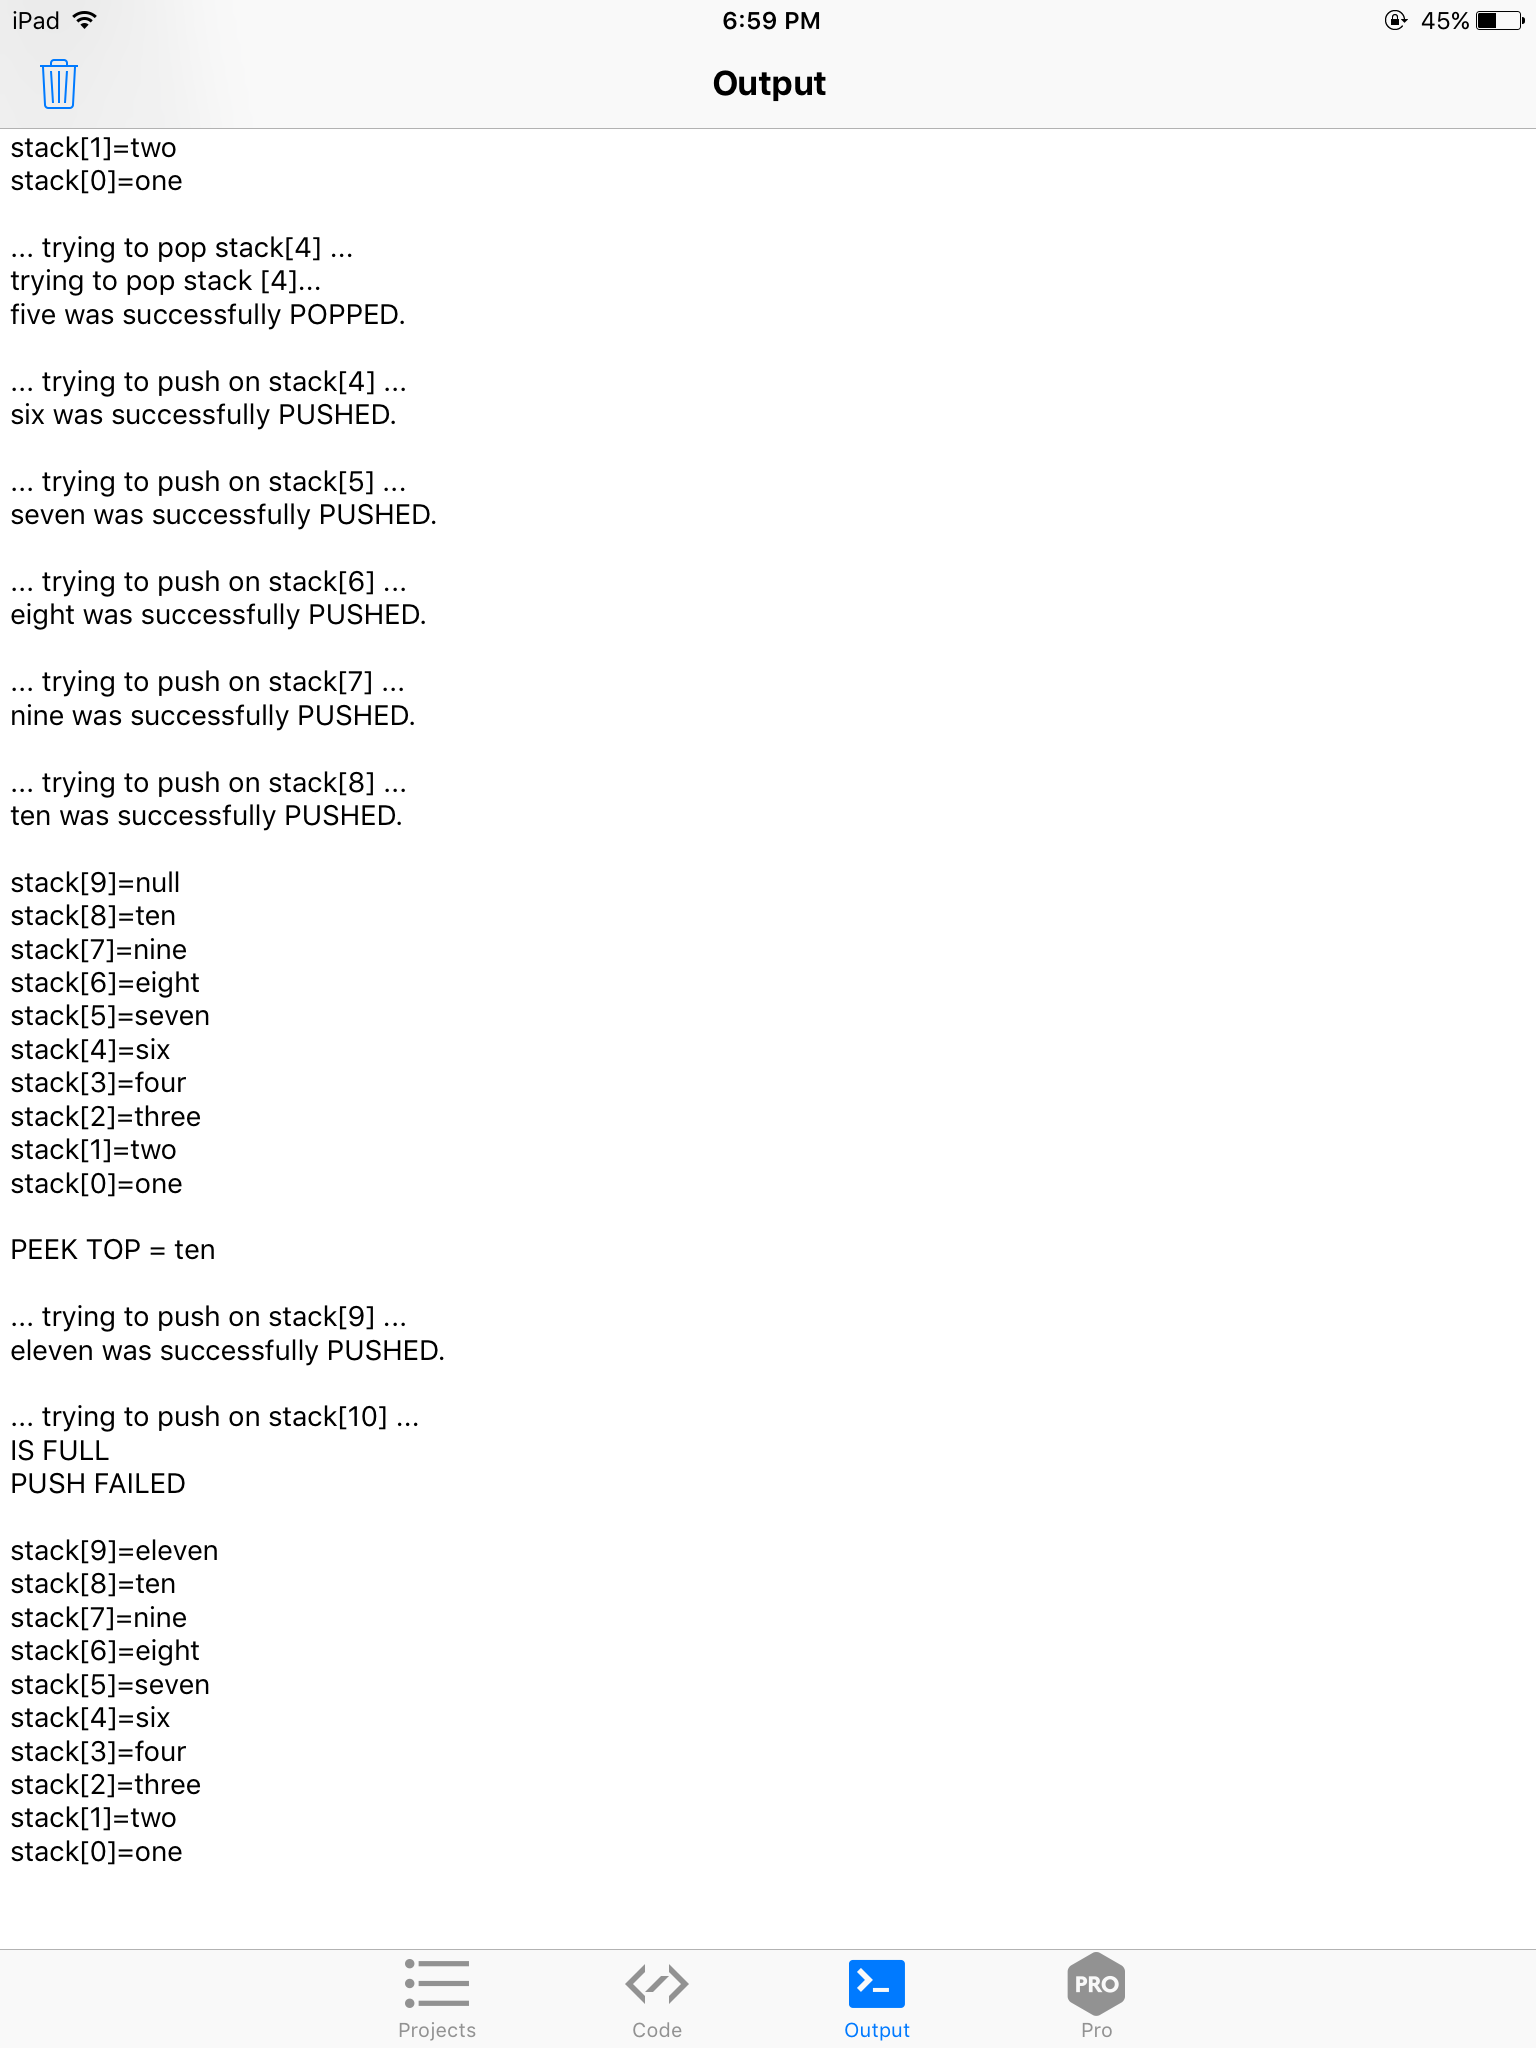 iPad
6:59 PM
45%
Output
stack[1]=two
stack[0]=one
... trying to pop stack[4] ...
trying to pop stack [4]...
five was successfully POPPED.
... trying to push on stack[4] ...
six was successfully PUSHED.
... trying to push on stack[5] ...
seven was successfully PUSHED.
... trying to push on stack[6] ...
eight was successfully PUSHED.
... trying to push on stack[7] ...
nine was successfully PUSHED.
... trying to push on stack[8] ...
ten was successfully PUSHED.
stack[9]=null
stack[8]=ten
stack[7]=nine
stack[6]=eight
stack[5]=seven
stack[4]=six
stack[3]=four
stack[2]=three
stack[1]=two
stack[0]=one
PEEK TOP = ten
... trying to push on stack[9] ...
eleven was successfully PUSHED.
... trying to push on stack[10] ...
IS FULL
PUSH FAILED
stack[9]=eleven
stack[8]=ten
stack[7]=nine
stack[6]=eight
stack[5]=seven
stack[4]=six
stack[3]=four
stack[2]=three
stack[1]=two
stack[0]=one
PRO
Projects
Code
Output
Pro